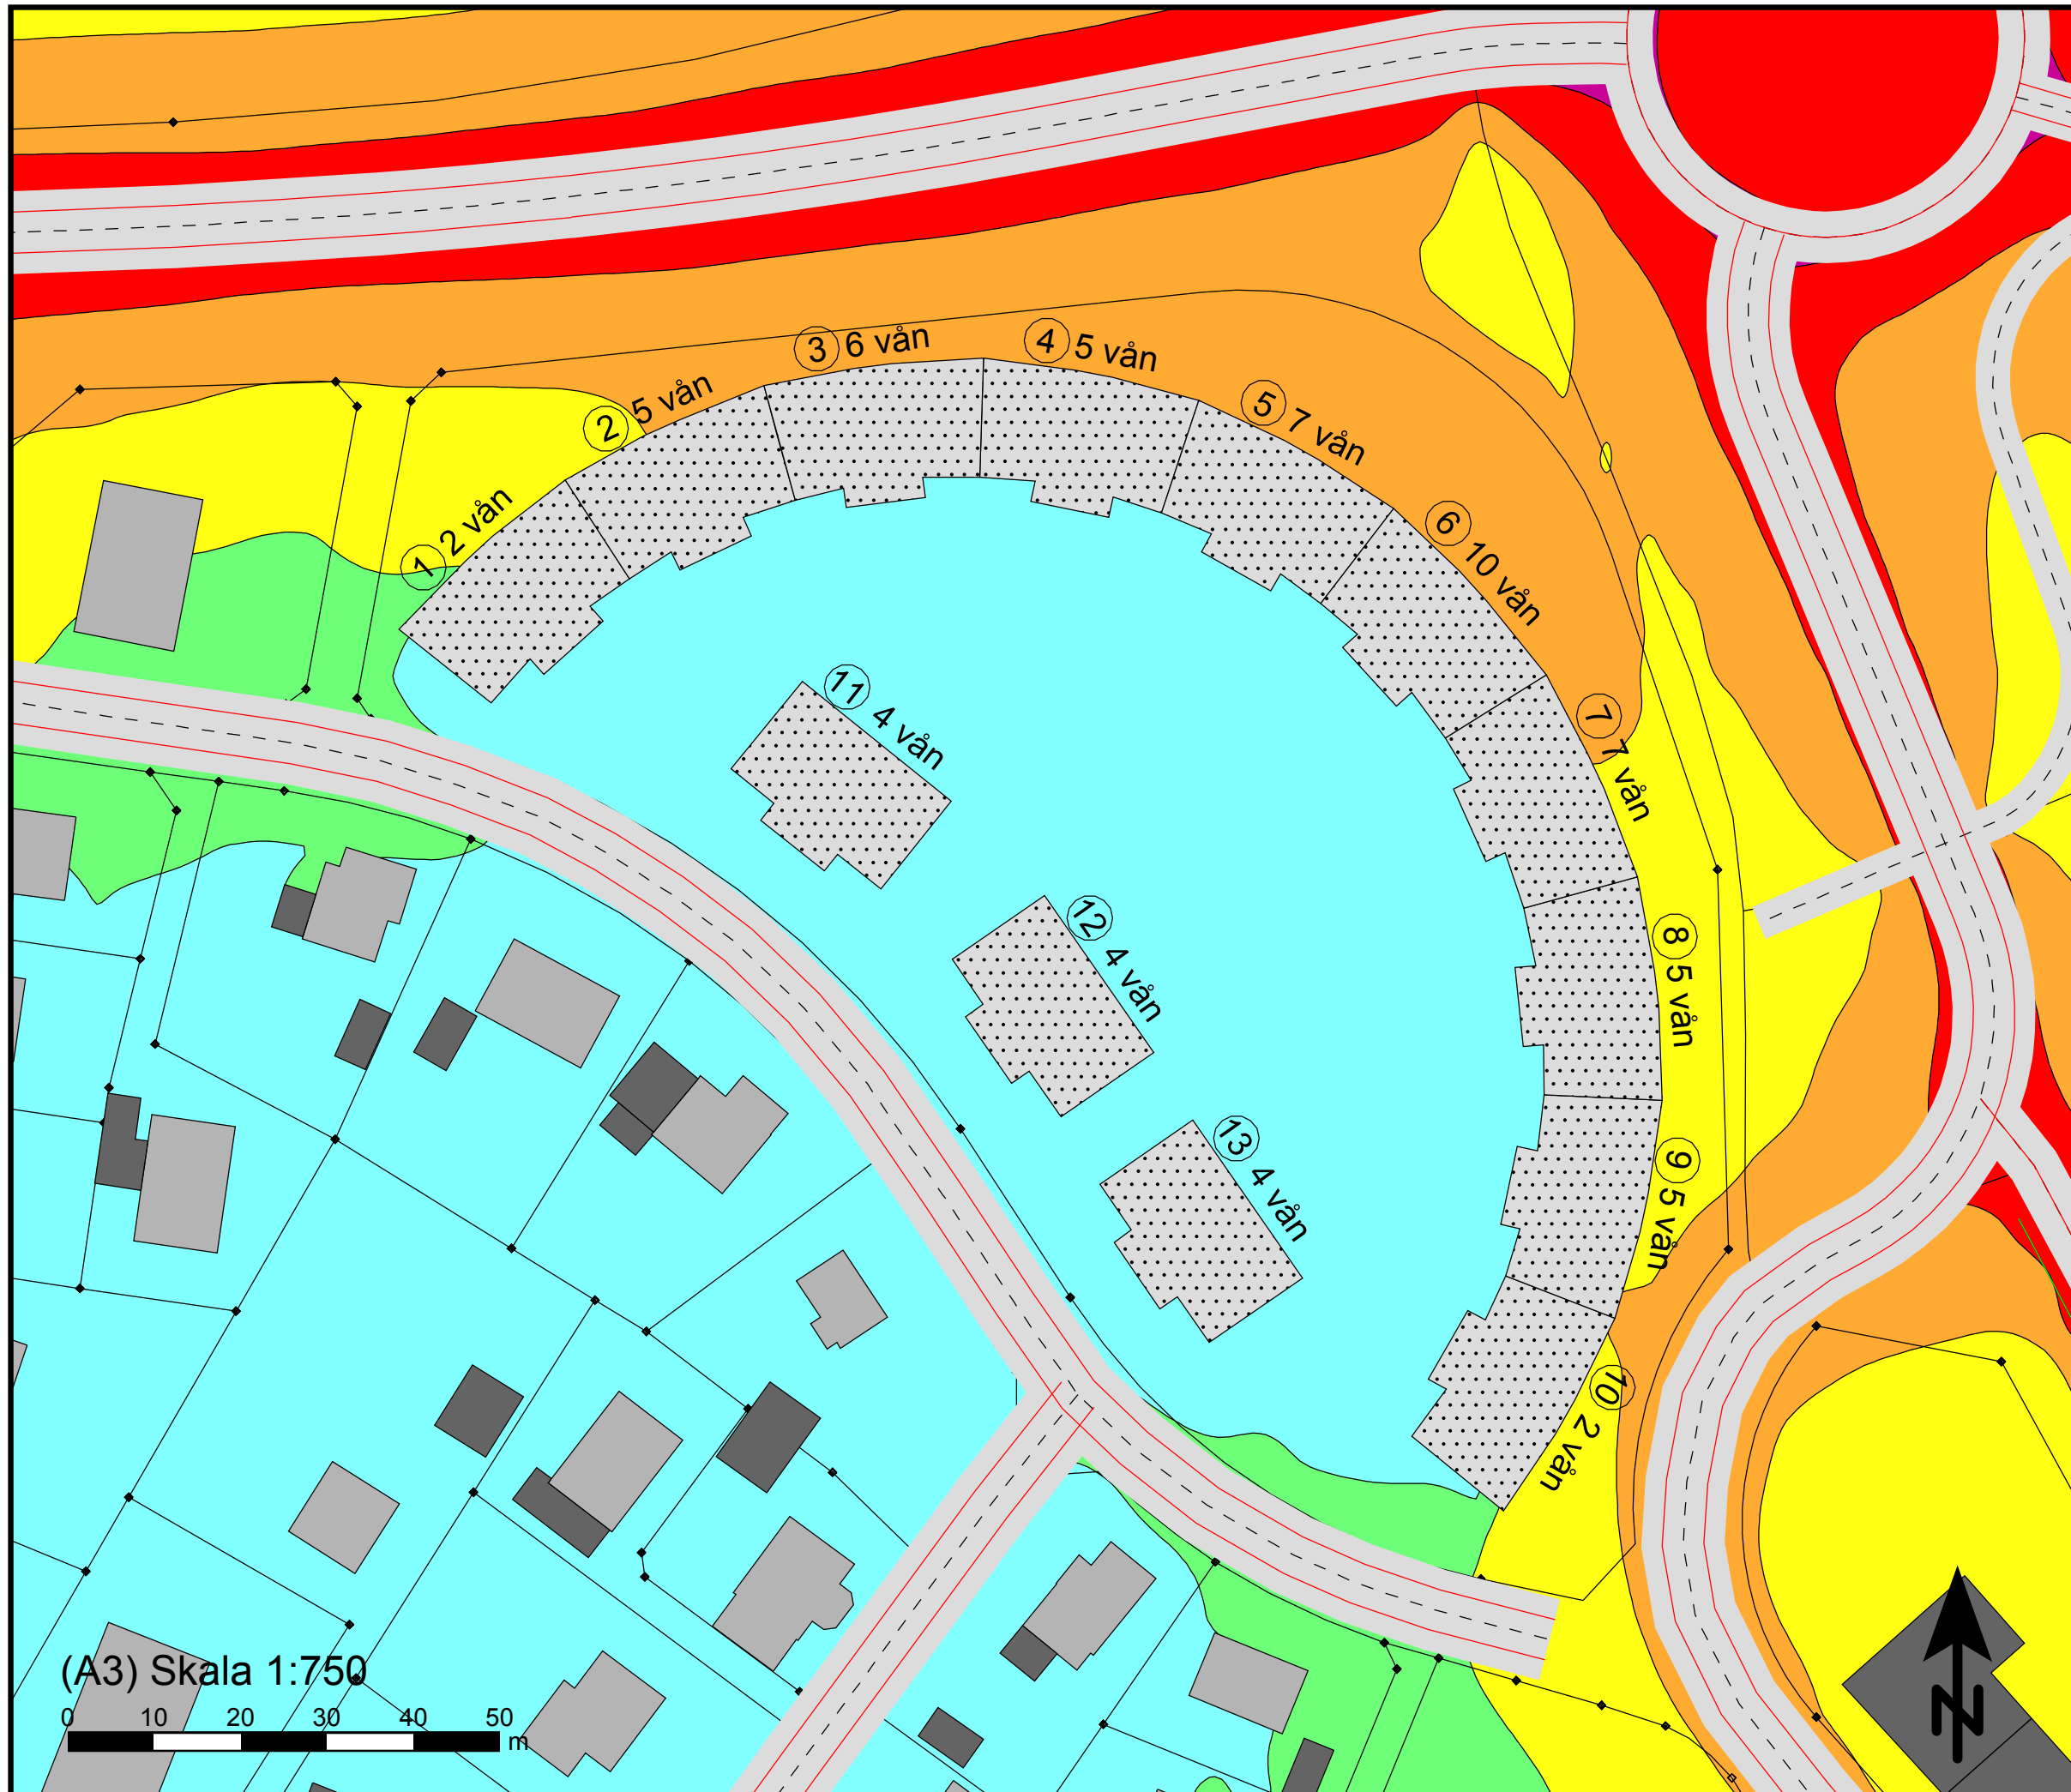 ① 2 vån
② 5 vån
③ 6 vån
④ 5 vån
⑤ 7 vån
⑥ 10 vån
⑦ 7 vån
⑧ 5 vån
⑨ 5 vån
⑩ 2 vån
⑪ 4 vån
⑫ 4 vån
⑬ 4 vån
(A3) Skala 1:750
0 10 20 30 40 50
m
N